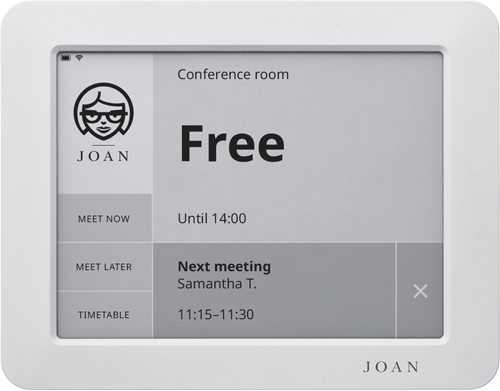 Conference room
Free
Until 14:00
JOAN
MEET NOW
MEET LATER
TIMETABLE
Next meeting
Samantha T.
11:15–11:30
JOAN